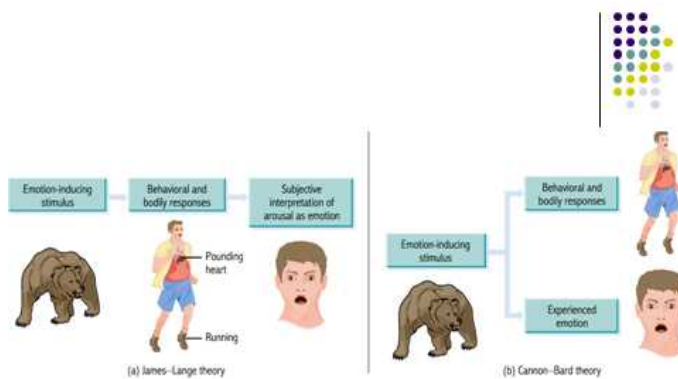 Emotion-inducing
stimulus
Behavioral and
bodily responses
Subjective
interpretation of
arousal as emotion
Pounding
heart
Running
(a) James–Lange theory
Emotion-inducing
stimulus
Behavioral and
bodily responses
Experienced
emotion
(b) Cannon–Bard theory